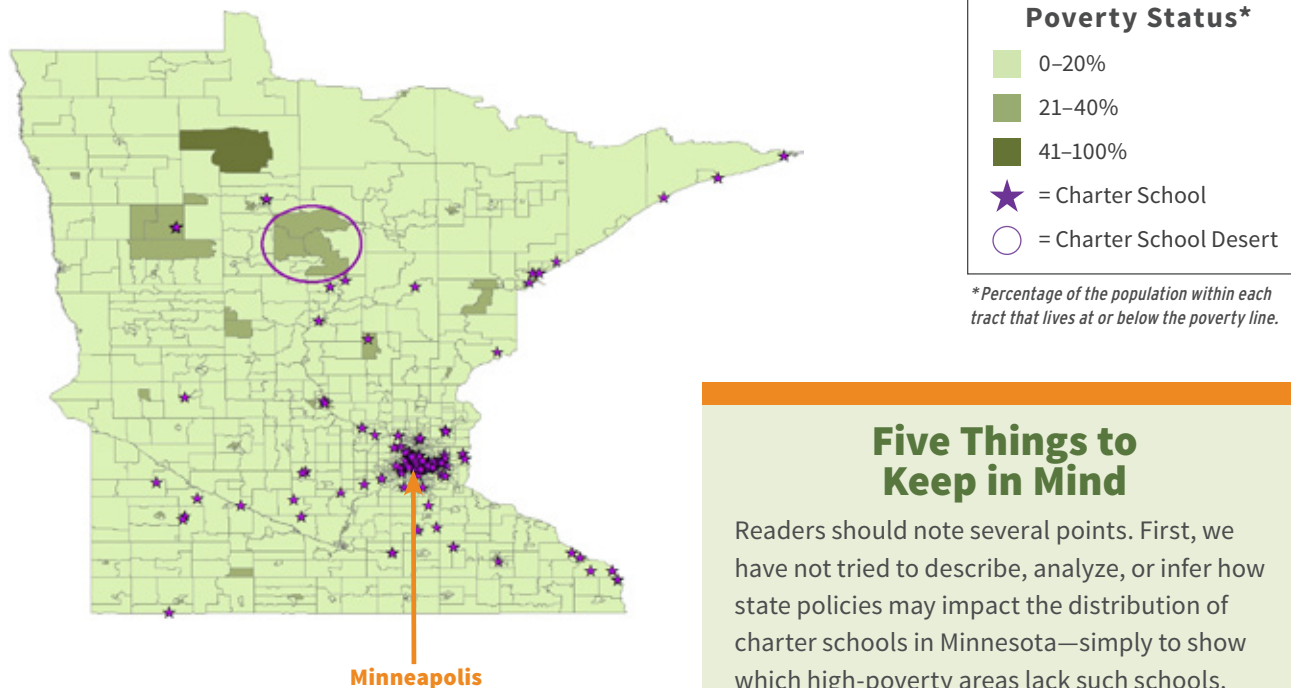 Poverty Status*
0–20%
21–40%
41–100%
= Charter School
= Charter School Desert
*Percentage of the population within each
tract that lives at or below the poverty line.
Minneapolis
Five Things to
Keep in Mind
Readers should note several points. First, we
have not tried to describe, analyze, or infer how
state policies may impact the distribution of
charter schools in Minnesota—simply to show
which high-poverty areas lack such schools.